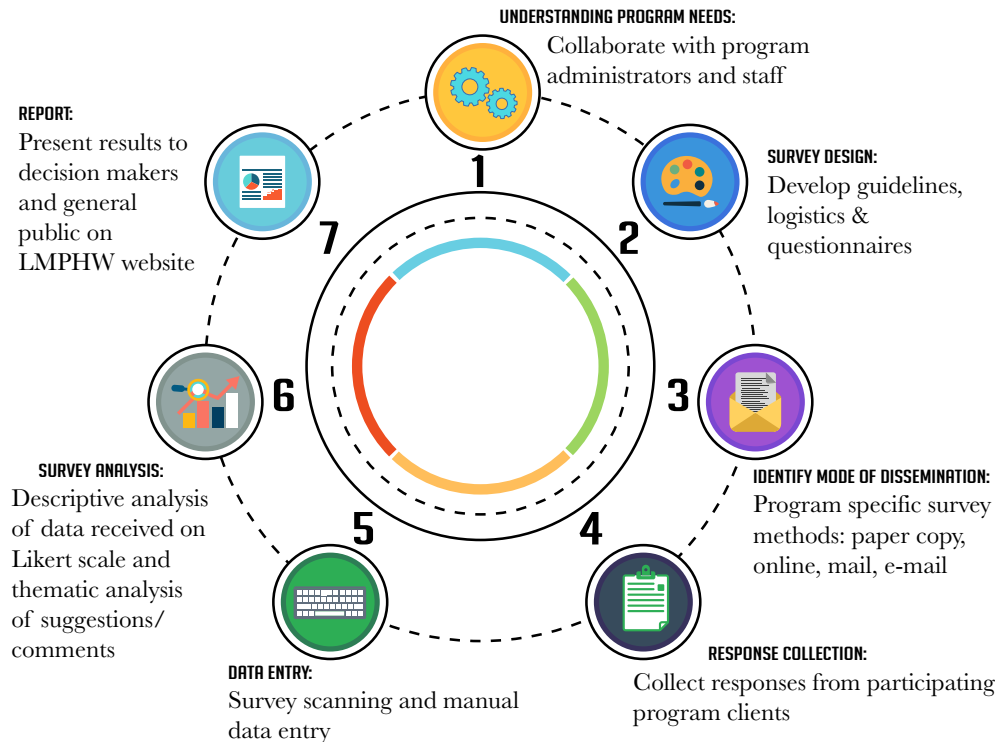 UNDERSTANDING PROGRAM NEEDS:
Collaborate with program
administrators and staff
1
SURVEY DESIGN:
Develop guidelines,
logistics &
questionnaires
2
3
IDENTIFY MODE OF DISSEMINATION:
Program specific survey
methods: paper copy,
online, mail, e-mail
4
RESPONSE COLLECTION:
Collect responses from participating
program clients
5
DATA ENTRY:
Survey scanning and manual
data entry
6
SURVEY ANALYSIS:
Descriptive analysis
of data received on
Likert scale and
thematic analysis
of suggestions/
comments
7
REPORT:
Present results to
decision makers
and general
public on
LMPHW website